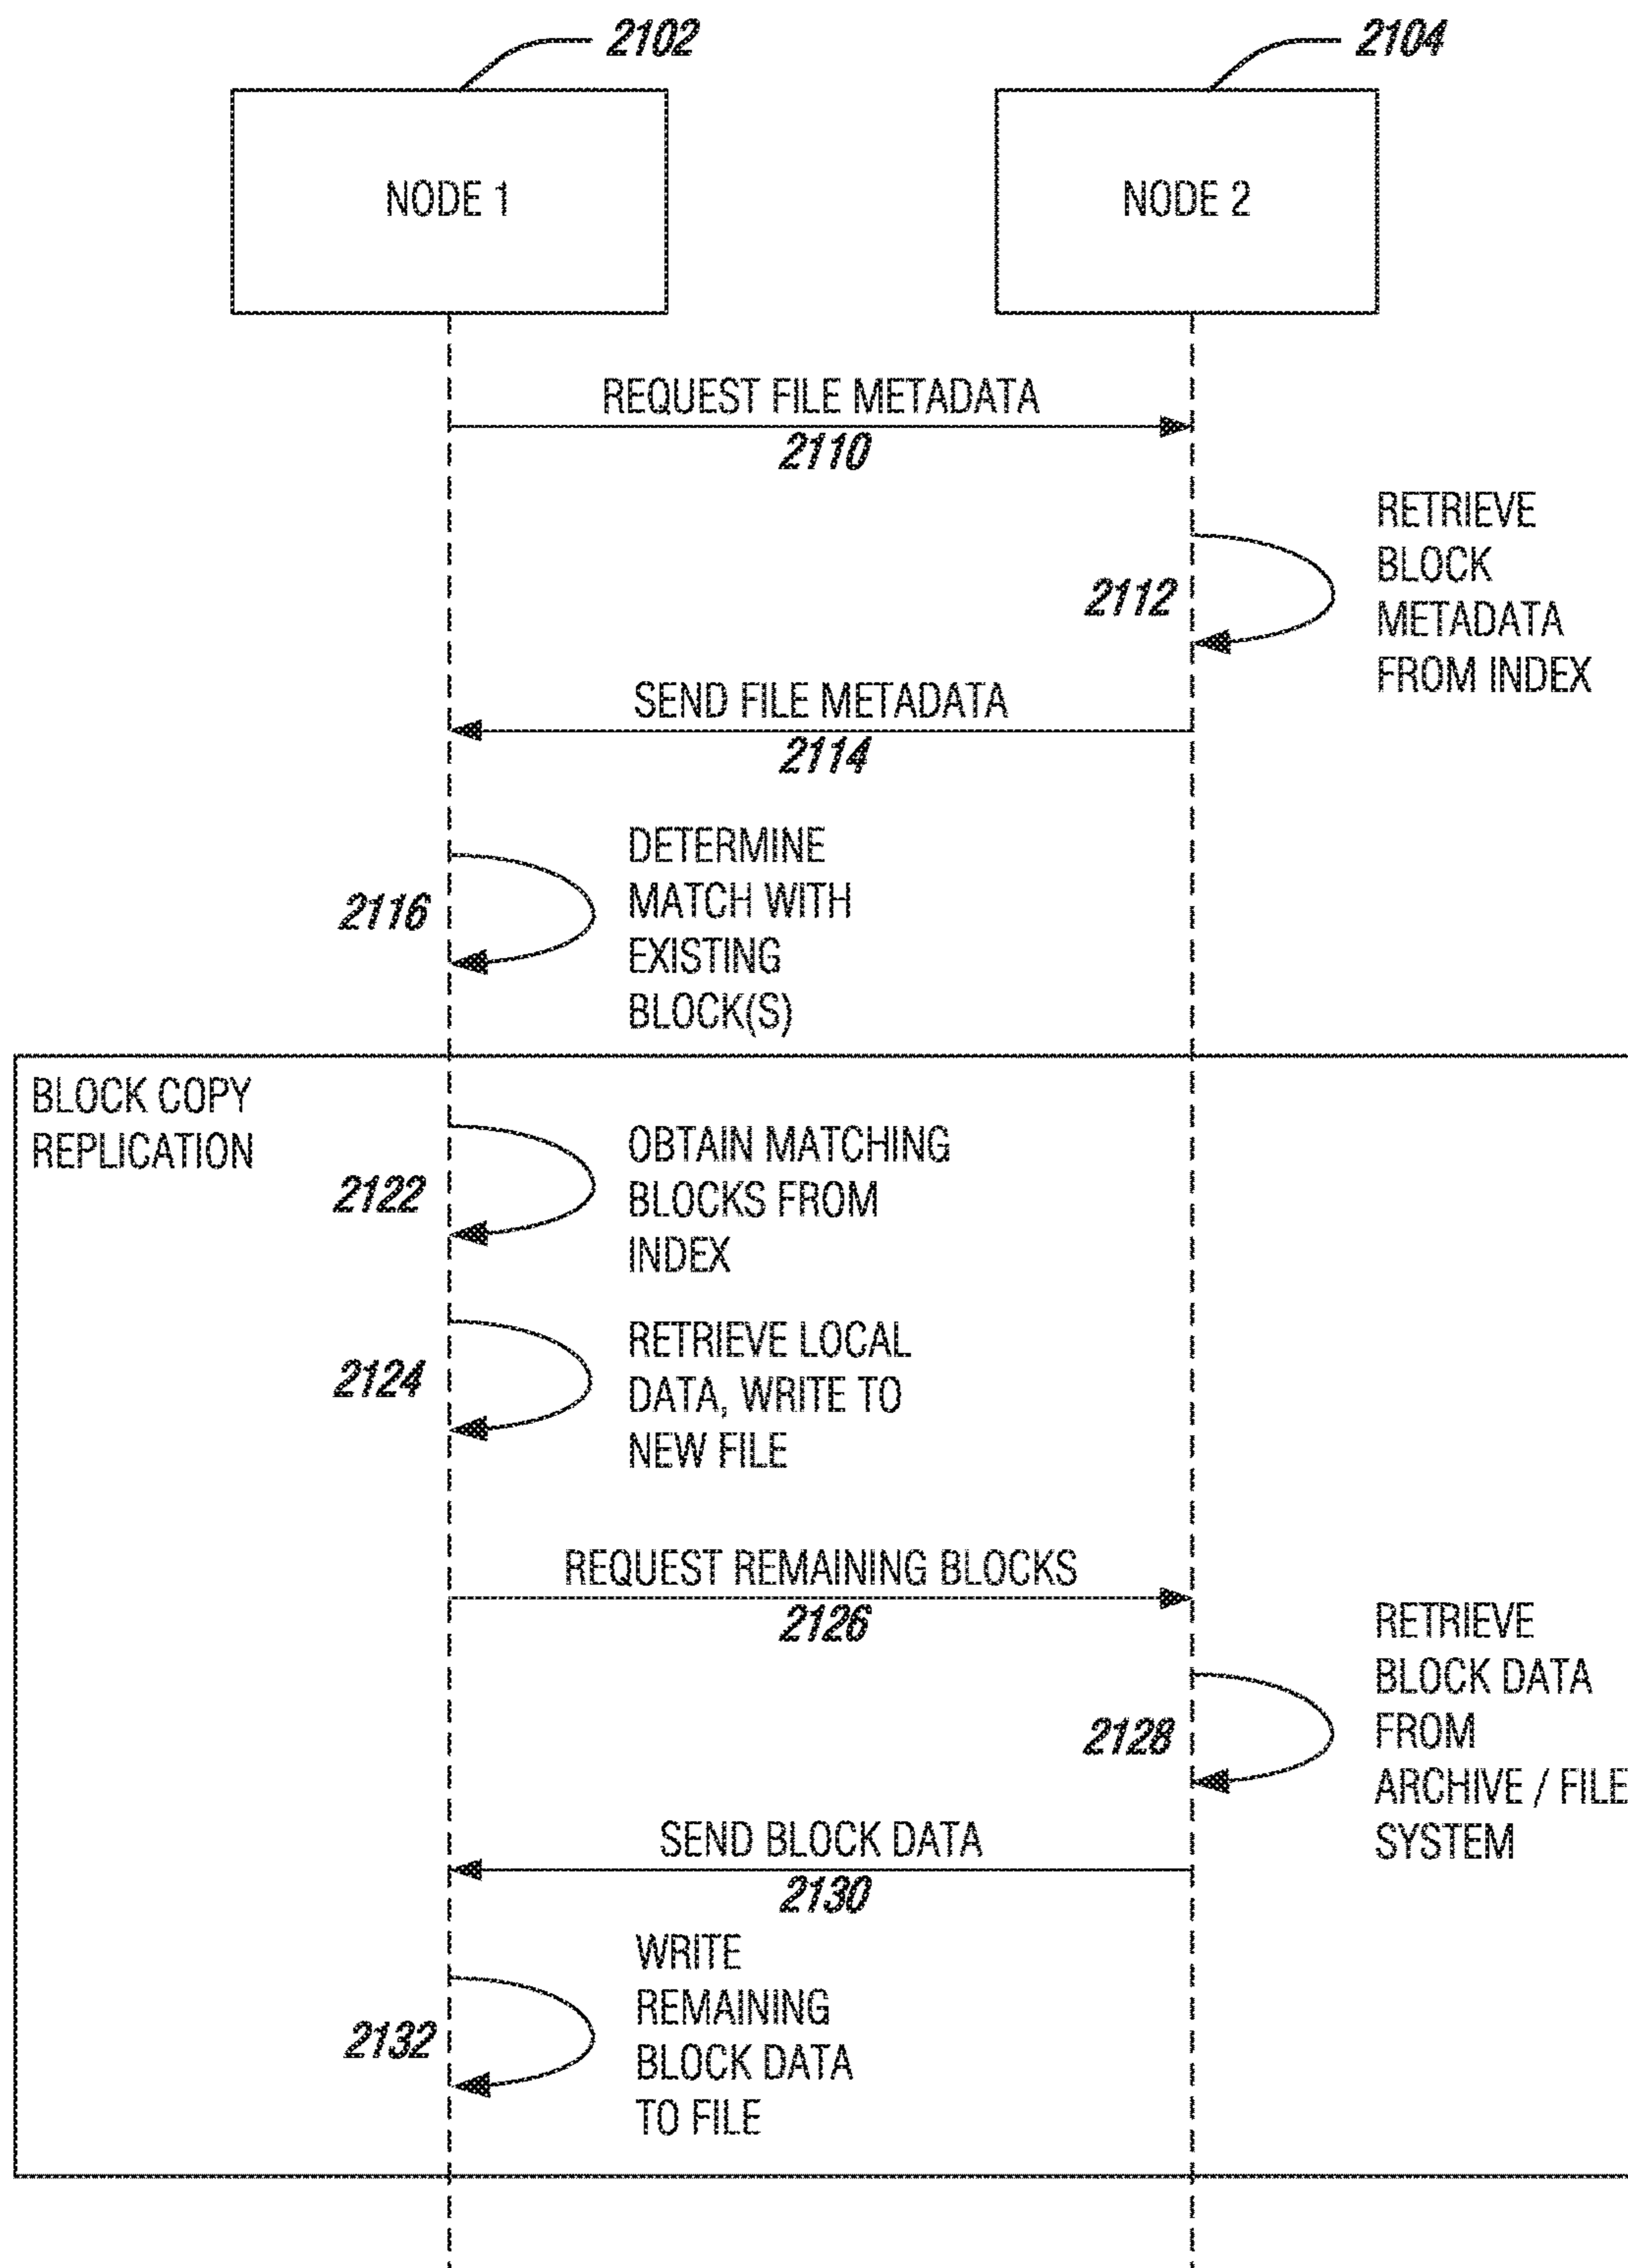 2102
2104
NODE 1
NODE 2
REQUEST FILE METADATA
2110
RETRIEVE
BLOCK
METADATA
FROM INDEX
2112
SEND FILE METADATA
2114
DETERMINE
MATCH WITH
EXISTING
BLOCK(S)
2116
BLOCK COPY
REPLICATION
OBTAIN MATCHING
BLOCKS FROM
INDEX
2122
RETRIEVE LOCAL
DATA, WRITE TO
NEW FILE
2124
REQUEST REMAINING BLOCKS
2126
RETRIEVE
BLOCK DATA
FROM
ARCHIVE / FILE
SYSTEM
2128
SEND BLOCK DATA
2130
WRITE
REMAINING
BLOCK DATA
TO FILE
2132